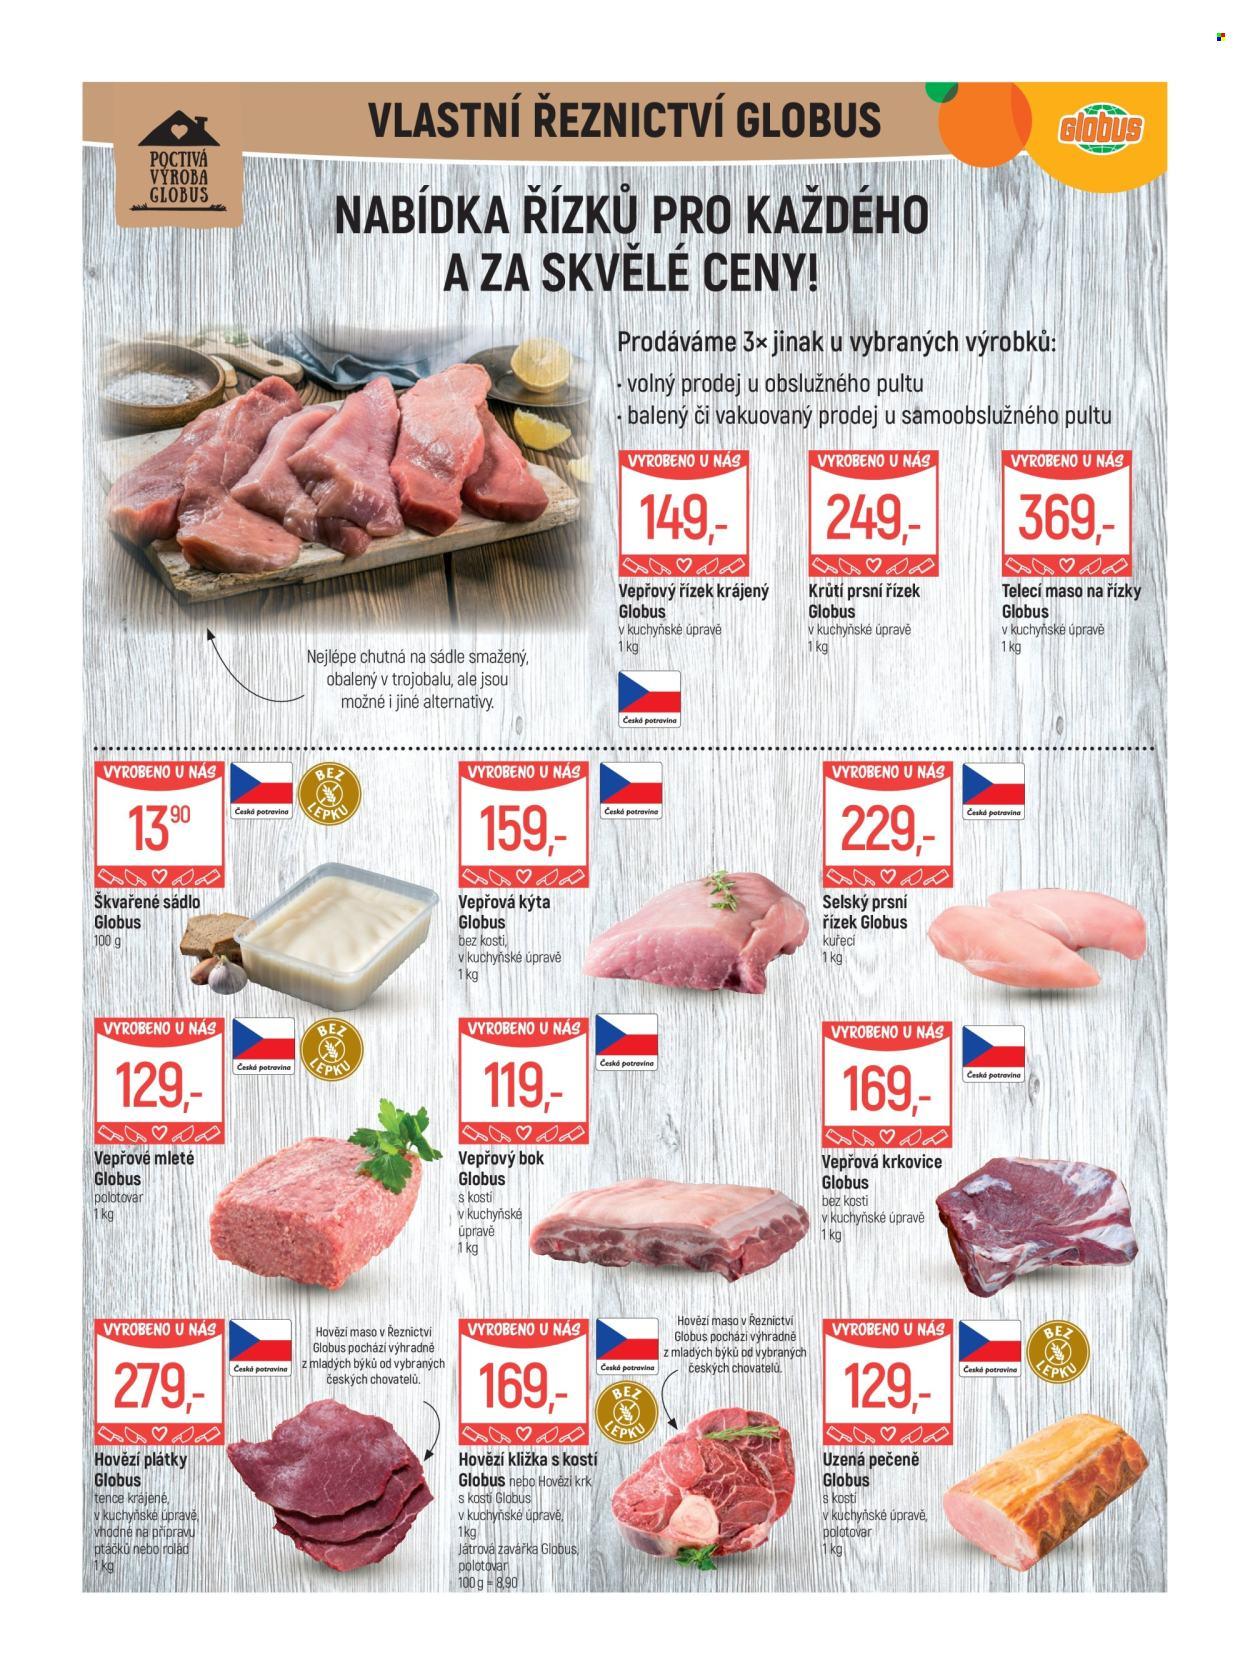 POCTIVÁ
VÝROBA
GLOBUS
VLASTNÍ ŘEZNICTVÍ GLOBUS
Globus
NABÍDKA ŘÍZKŮ PRO KAŽDÉHO
A ZA SKVĚLÉ CENY!
Prodáváme 3× jinak u vybraných výrobků:
· volný prodej u obslužného pultu
· balený či vakuovaný prodej u samoobslužného pultu
VYROBENO U NÁS
149,-
Vepřový řízek krájený
Globus
v kuchyňské úpravě
1 kg
Česká potravina
VYROBENO U NÁS
249,-
Krůtí prsní řízek
Globus
v kuchyňské úpravě
1 kg
VYROBENO U NÁS
369,-
Telecí maso na řízky
Globus
v kuchyňské úpravě
1 kg
Nejlépe chutná na sádle smažený,
obalený v trojobalu, ale jsou
možné i jiné alternativy.
VYROBENO U NÁS
13 90
Česká potravina
BEZ
LEPKU
Škvařené sádlo
Globus
100 g
VYROBENO U NÁS
159,-
Česká potravina
Vepřová kýta
Globus
bez kosti,
v kuchyňské úpravě
1 kg
VYROBENO U NÁS
229,-
Česká potravina
Selský prsní
řízek Globus
kuřecí
1 kg
VYROBENO U NÁS
129,-
Česká potravina
BEZ
LEPKU
Vepřové mleté
Globus
polotovar
1 kg
VYROBENO U NÁS
119,-
Česká potravina
Vepřový bok
Globus
s kostí
v kuchyňské
úpravě
1 kg
VYROBENO U NÁS
169,-
Česká potravina
Vepřová krkovice
Globus
bez kosti
v kuchyňské úpravě
1 kg
VYROBENO U NÁS
279,-
Česká potravina
Hovězí maso v Řeznictví
Globus pochází výhradně
z mladých býků od vybraných
českých chovatelů.
Hovězí plátky
Globus
tence krájené,
v kuchyňské úpravě,
vhodné na přípravu
ptáčků nebo rolád
1 kg
VYROBENO U NÁS
169,-
Česká potravina
BEZ
LEPKU
Hovězí maso v Řeznictví
Globus pochází výhradně
z mladých býků od vybraných
českých chovatelů.
Hovězí kližka s kostí
Globus nebo Hovězí krk
s kostí Globus
v kuchyňské úpravě,
1kg
Játrová zavářka Globus,
polotovar
100 g = 8,90
VYROBENO U NÁS
129,-
Česká potravina
BEZ
LEPKU
Uzená pečeně
Globus
s kostí
v kuchyňské úpravě,
polotovar
1 kg